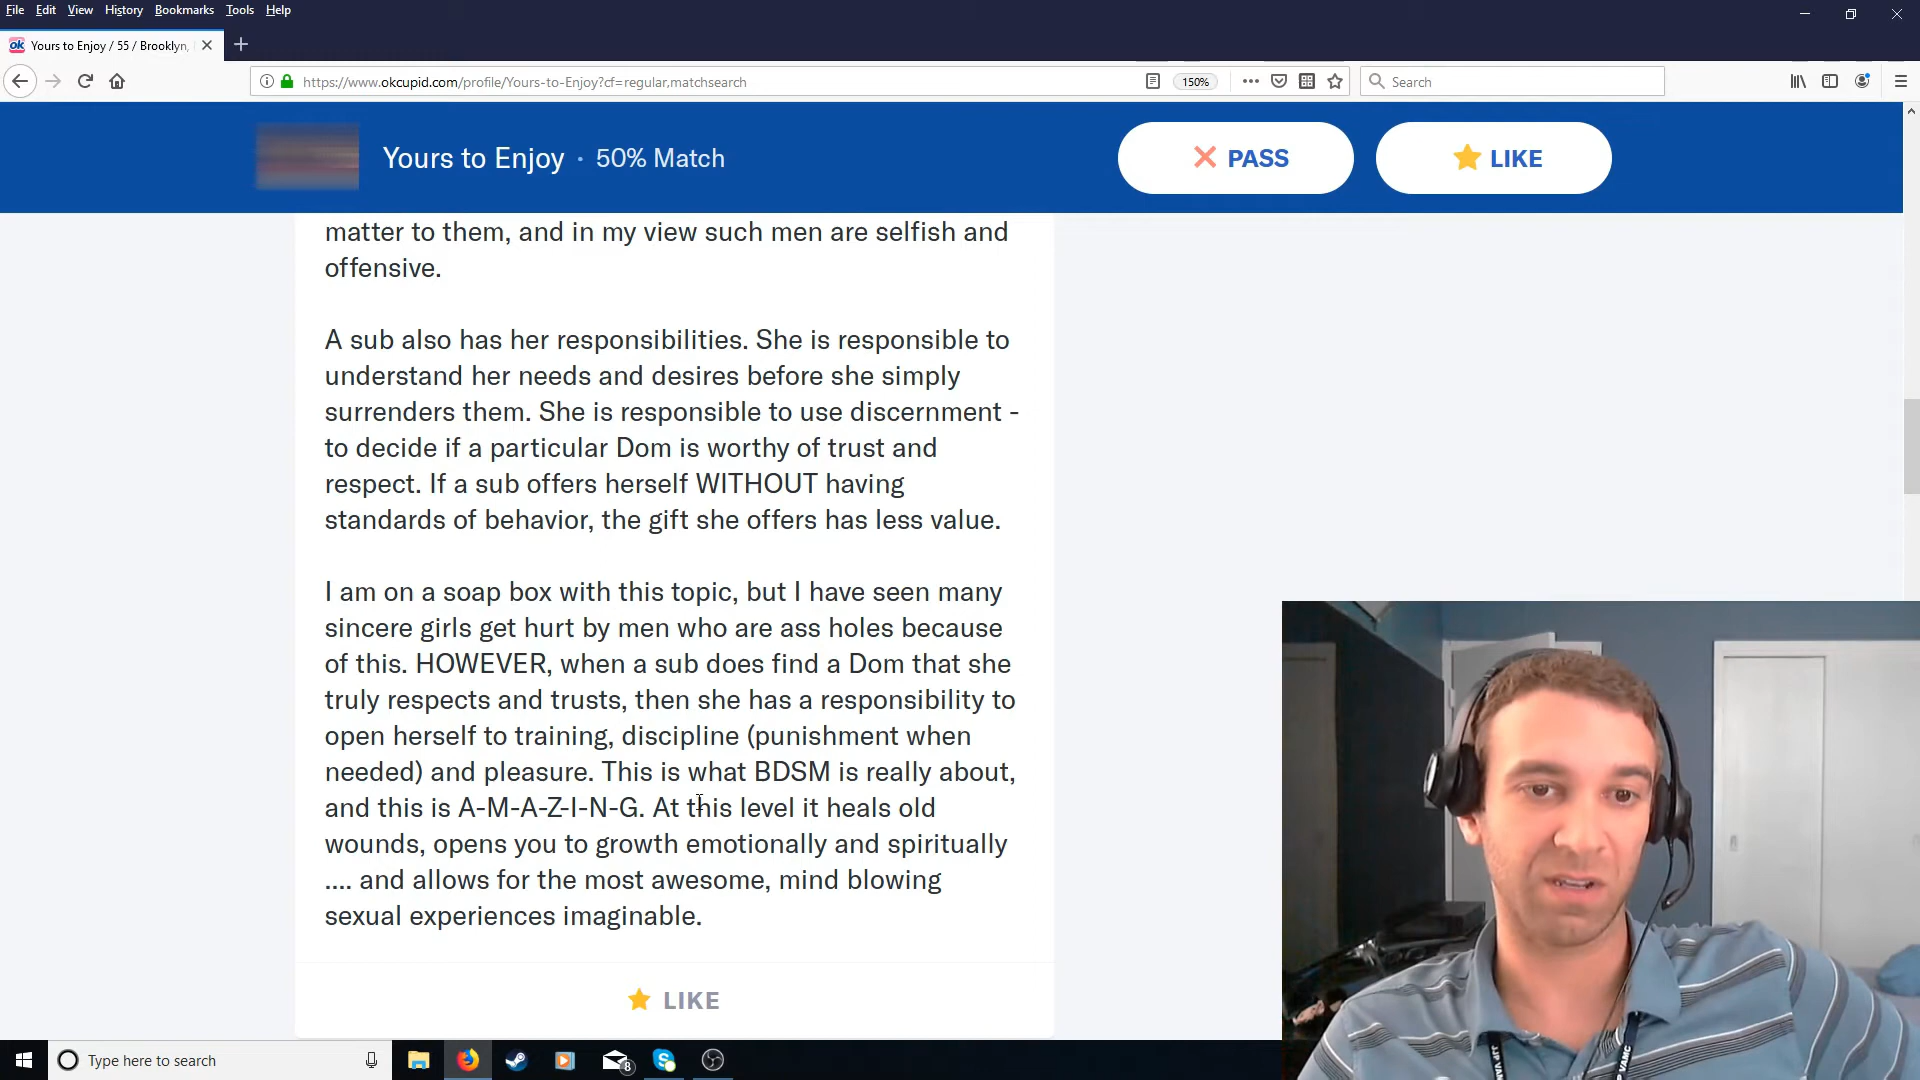 File Edit View History Bookmarks Tools Help
ok Yours to Enjoy / 55 / Brooklyn,
https://www.okcupid.com/profile/Yours-to-Enjoy?cf=regular,matchsearch
150%
Search
Yours to Enjoy · 50% Match
PASS
LIKE
matter to them, and in my view such men are selfish and
offensive.
A sub also has her responsibilities. She is responsible to
understand her needs and desires before she simply
surrenders them. She is responsible to use discernment -
to decide if a particular Dom is worthy of trust and
respect. If a sub offers herself WITHOUT having
standards of behavior, the gift she offers has less value.
I am on a soap box with this topic, but I have seen many
sincere girls get hurt by men who are ass holes because
of this. HOWEVER, when a sub does find a Dom that she
truly respects and trusts, then she has a responsibility to
open herself to training, discipline (punishment when
needed) and pleasure. This is what BDSM is really about,
and this is A-M-A-Z-I-N-G. At this level it heals old
wounds, opens you to growth emotionally and spiritually
.... and allows for the most awesome, mind blowing
sexual experiences imaginable.
LIKE
Type here to search
8